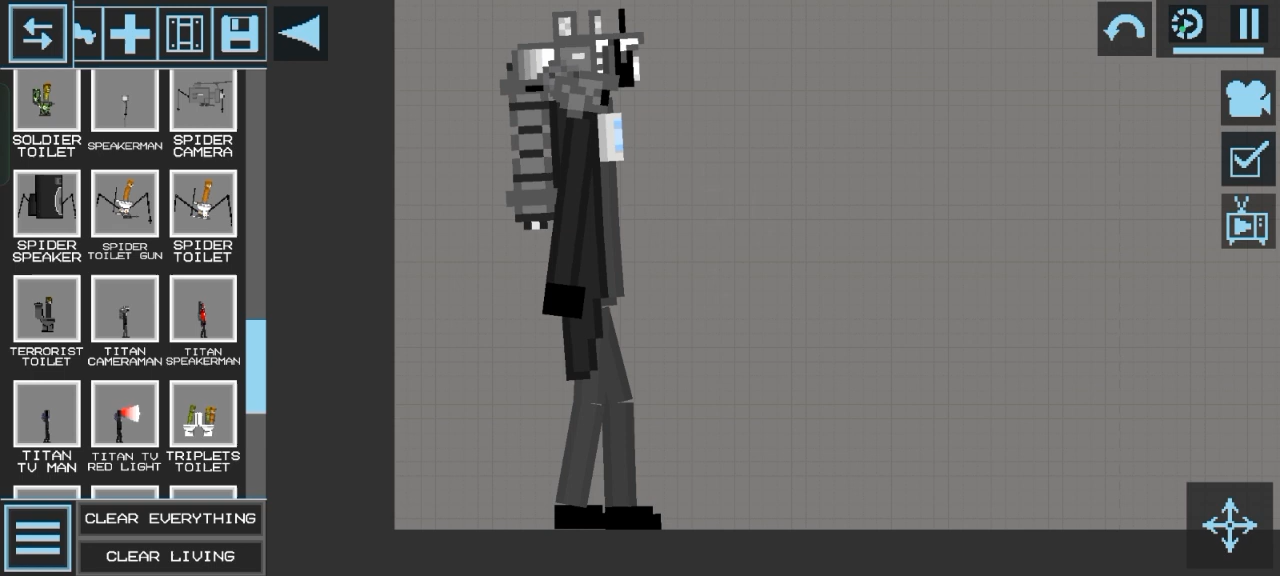 SOLDIER
TOILET
SPEAKERMAN
SPIDER
CAMERA
SPIDER
SPEAKER
SPIDER
TOILET GUN
SPIDER
TOILET
TERRORIST
TOILET
TITAN
CAMERAMAN
TITAN
SPEAKERMAN
TITAN
TV MAN
TITAN TV
RED LIGHT
TRIPLETS
TOILET
CLEAR EVERYTHING
CLEAR LIVING